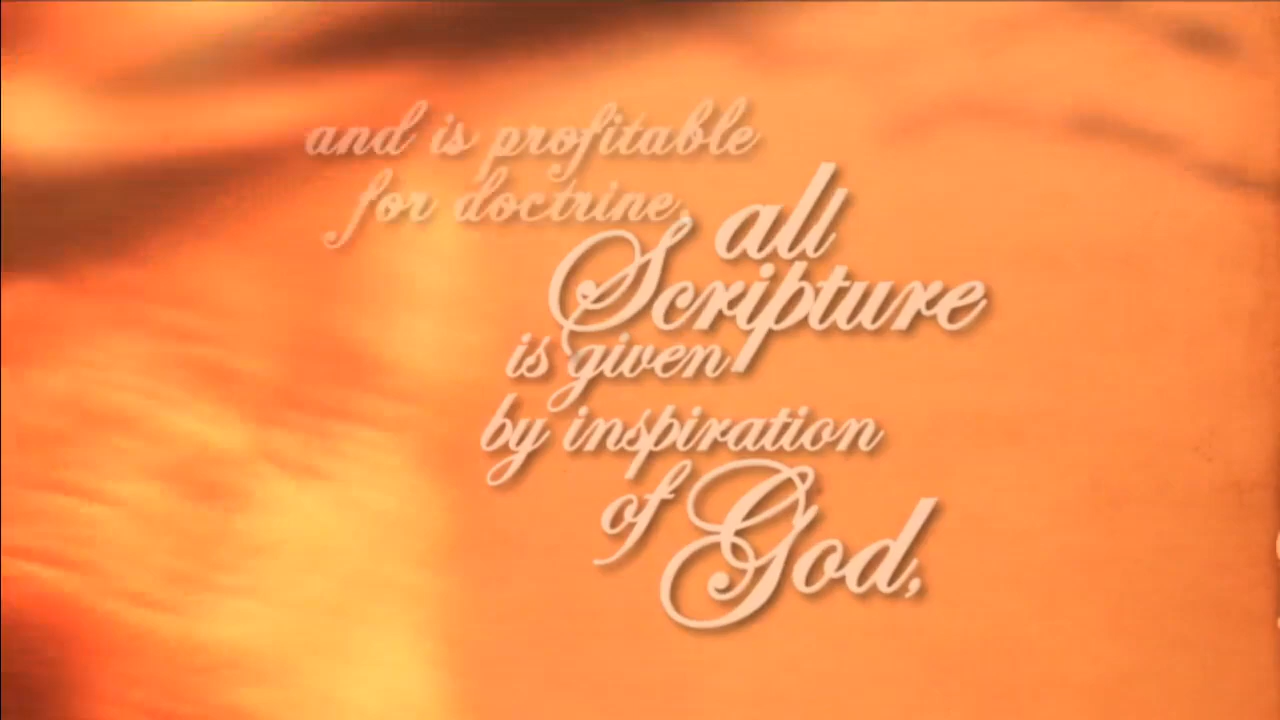 and is profitable
for doctrine,
all
Scripture
is given
by inspiration
of God,